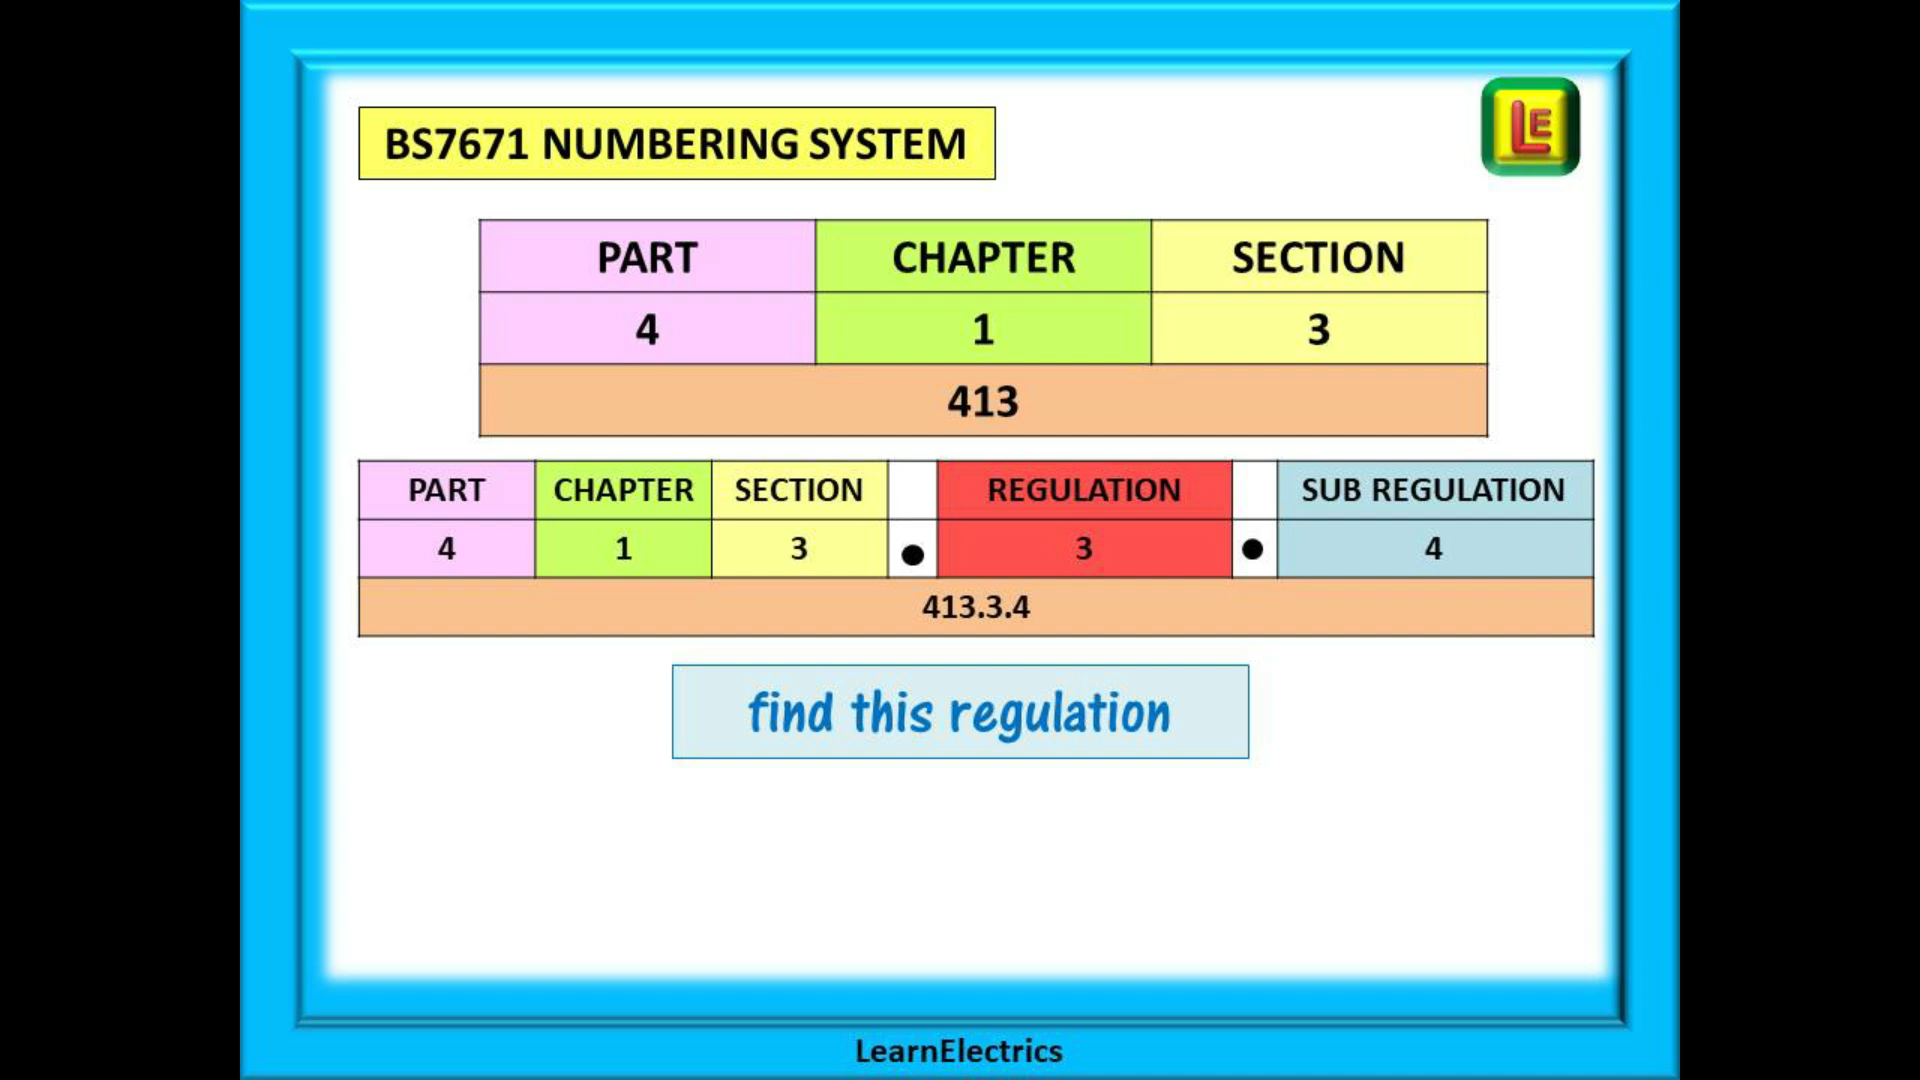 BS7671 NUMBERING SYSTEM
LE
PART CHAPTER SECTION
4 1 3
413
PART CHAPTER SECTION REGULATION SUB REGULATION
4 1 3 . 3 . 4
413.3.4
find this regulation
LearnElectrics